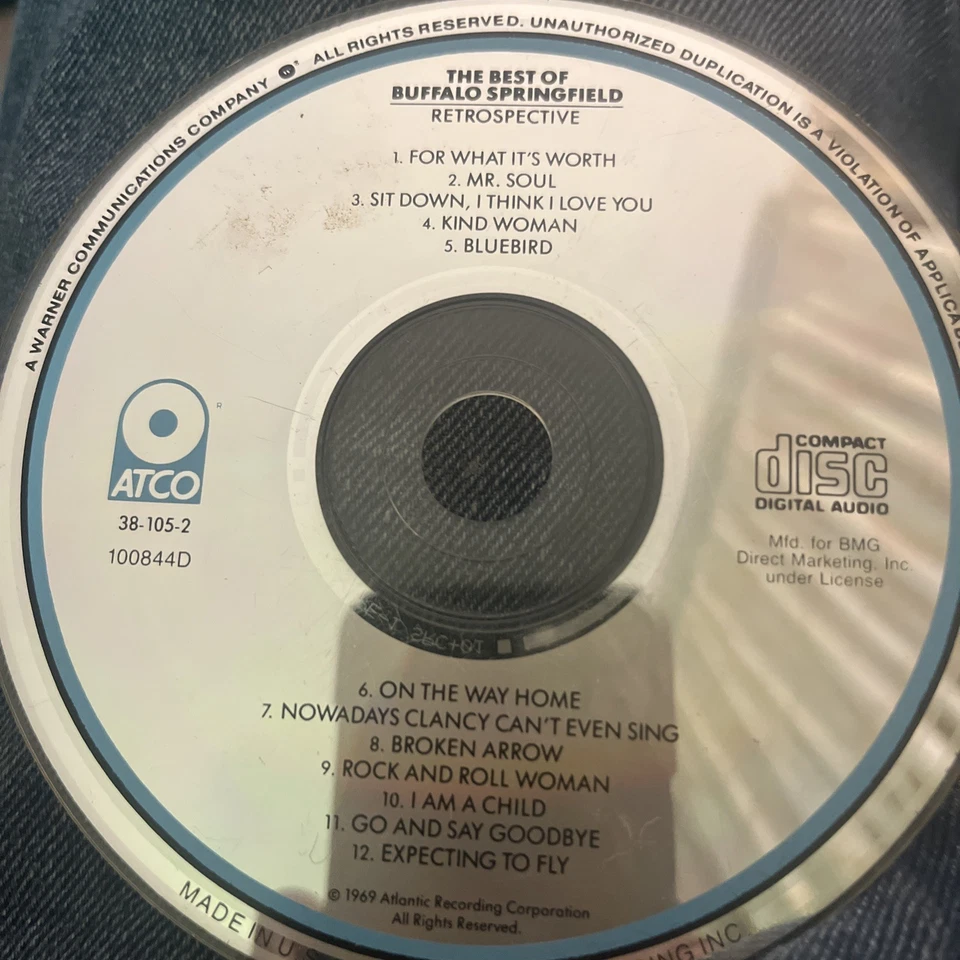 A WARNER COMMUNICATIONS COMPANY ℗* ALL RIGHTS RESERVED. UNAUTHORIZED DUPLICATION IS A VIOLATION OF
THE BEST OF
BUFFALO SPRINGFIELD
RETROSPECTIVE
1. FOR WHAT IT'S WORTH
2. MR. SOUL
3. SIT DOWN, I THINK I LOVE YOU
4. KIND WOMAN
5. BLUEBIRD
ATCO
®
38-105-2
100844D
COMPACT
disc
DIGITAL AUDIO
Mfd. for BMG
Direct Marketing, Inc.
under License
6. ON THE WAY HOME
7. NOWADAYS CLANCY CAN'T EVEN SING
8. BROKEN ARROW
9. ROCK AND ROLL WOMAN
10. I AM A CHILD
11. GO AND SAY GOODBYE
12. EXPECTING TO FLY
© 1969 Atlantic Recording Corporation
All Rights Reserved.
MADE IN U.S
INC